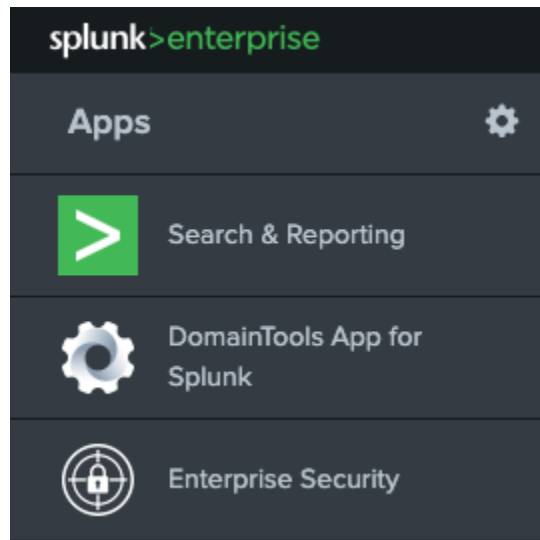 splunk>enterprise
Apps
Search & Reporting
DomainTools App for
Splunk
Enterprise Security